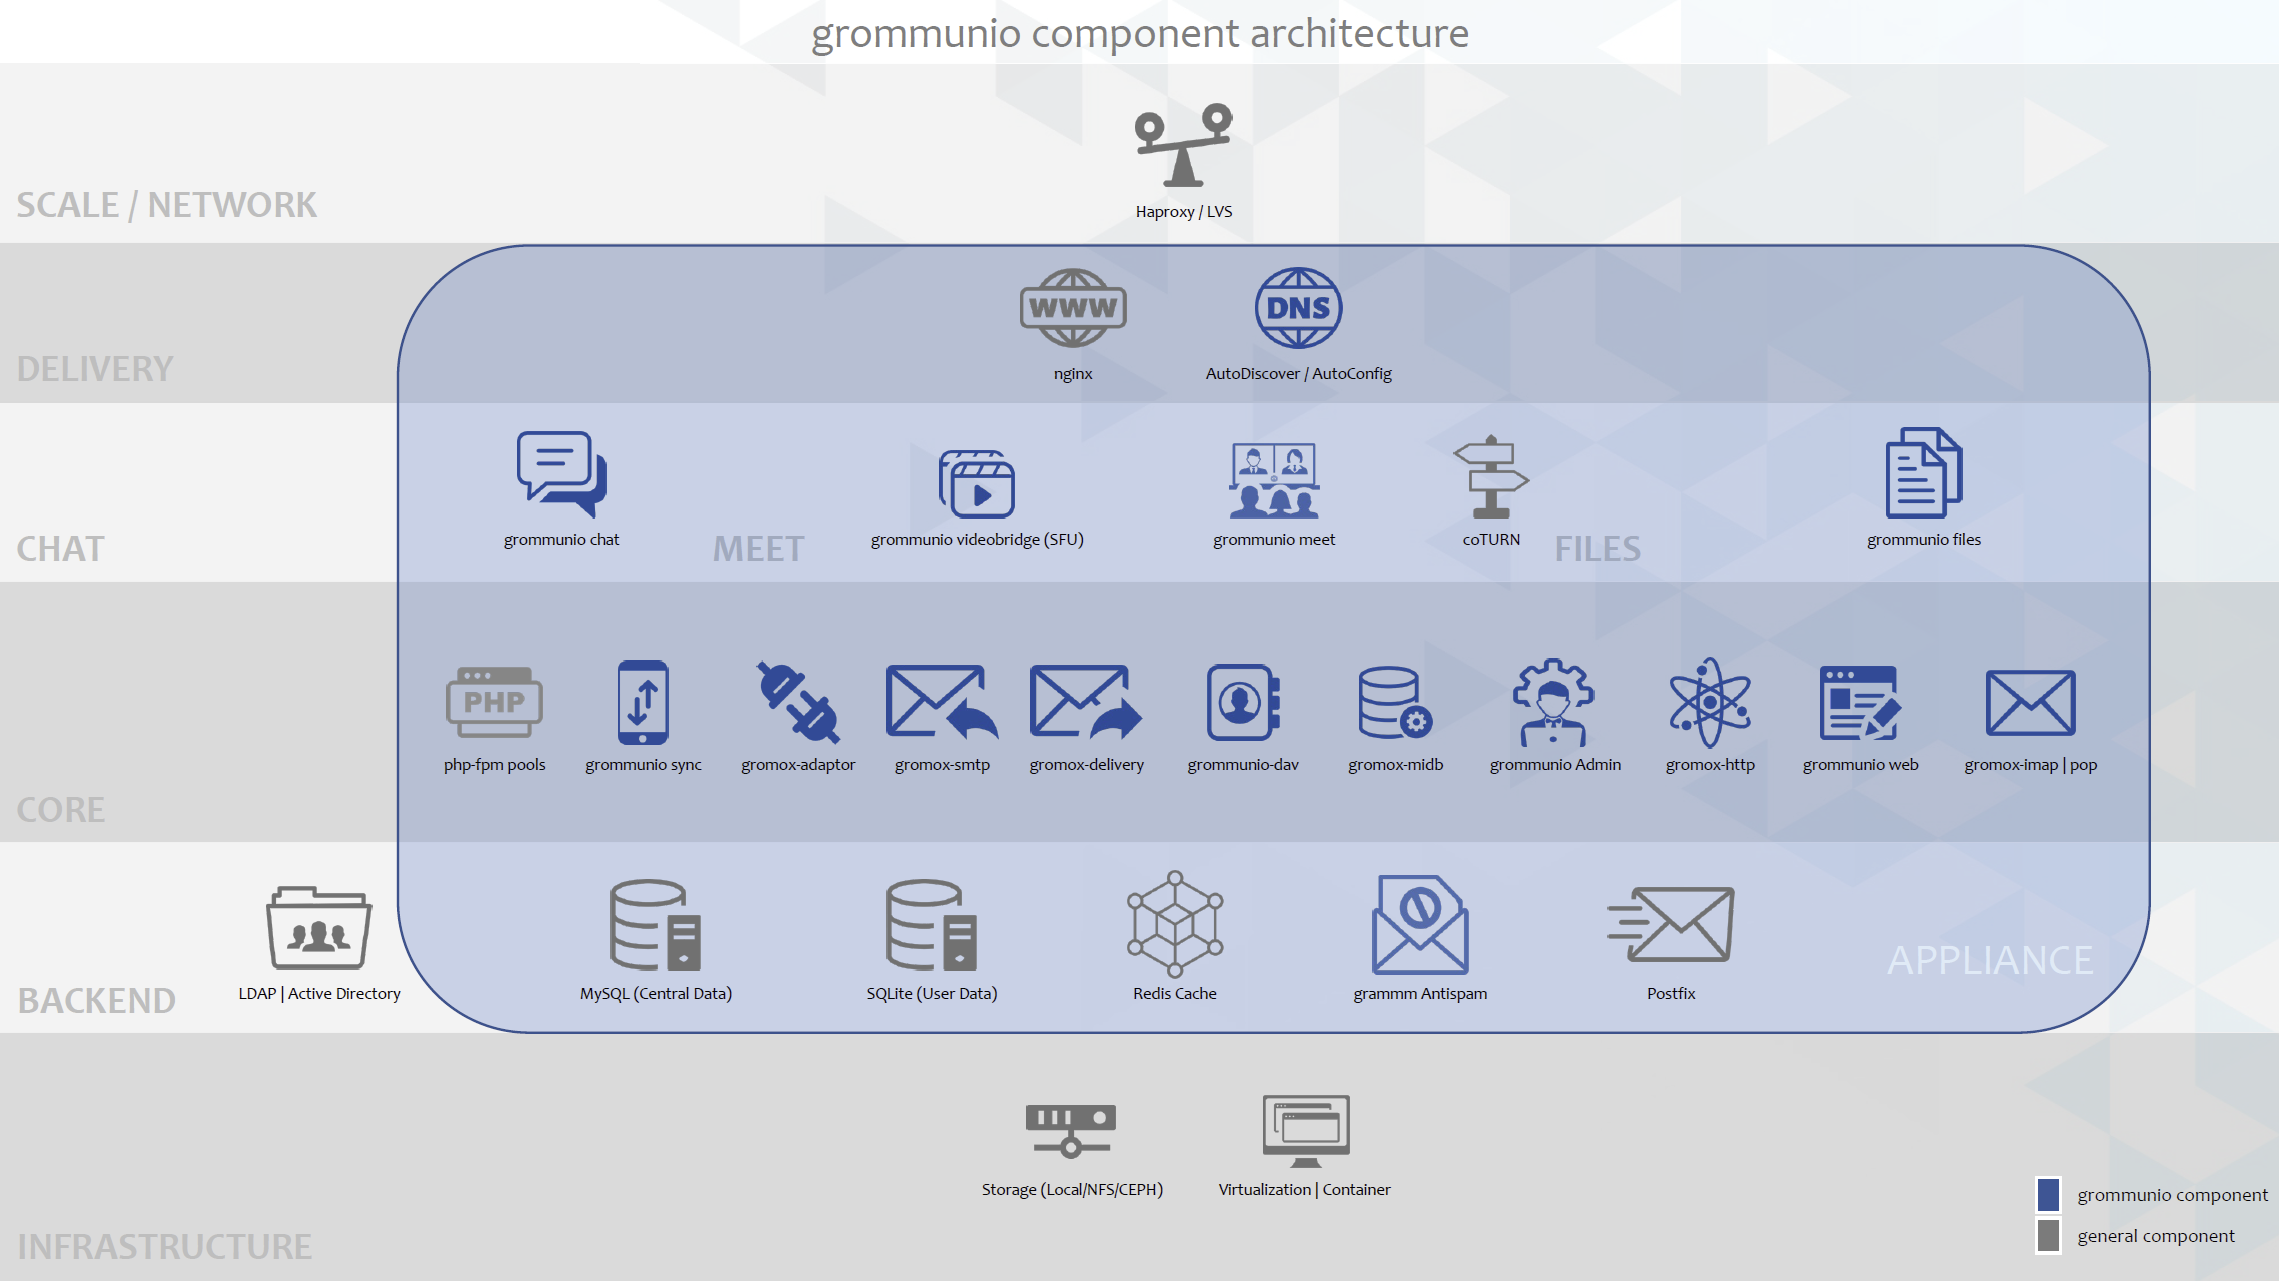 grommunio component architecture
Haproxy / LVS
SCALE / NETWORK
WWW
DNS
nginx
AutoDiscover / AutoConfig
DELIVERY
grommunio chat
grommunio videobridge (SFU)
grommunio meet
coTURN
grommunio files
CHAT
MEET
FILES
PHP
php-fpm pools
grommunio sync
gromox-adaptor
gromox-smtp
gromox-delivery
grommunio-dav
gromox-midb
grommunio Admin
gromox-http
grommunio web
gromox-imap | pop
CORE
APPLIANCE
LDAP | Active Directory
MySQL (Central Data)
SQLite (User Data)
Redis Cache
grammm Antispam
Postfix
BACKEND
Storage (Local/NFS/CEPH)
Virtualization | Container
grommunio component
general component
INFRASTRUCTURE